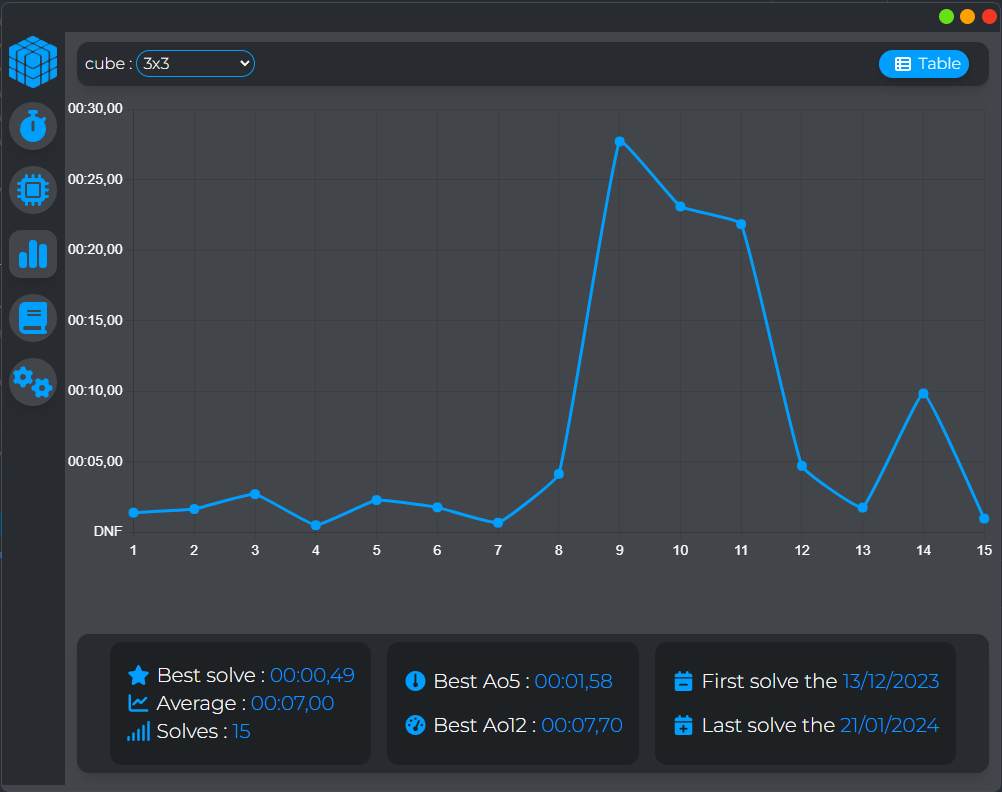 cube : 3x3
Table
00:30,00
00:25,00
00:20,00
00:15,00
00:10,00
00:05,00
DNF
1 2 3 4 5 6 7 8 9 10 11 12 13 14 15
Best solve : 00:00,49
Average : 00:07,00
Solves : 15
Best Ao5 : 00:01,58
Best Ao12 : 00:07,70
First solve the 13/12/2023
Last solve the 21/01/2024